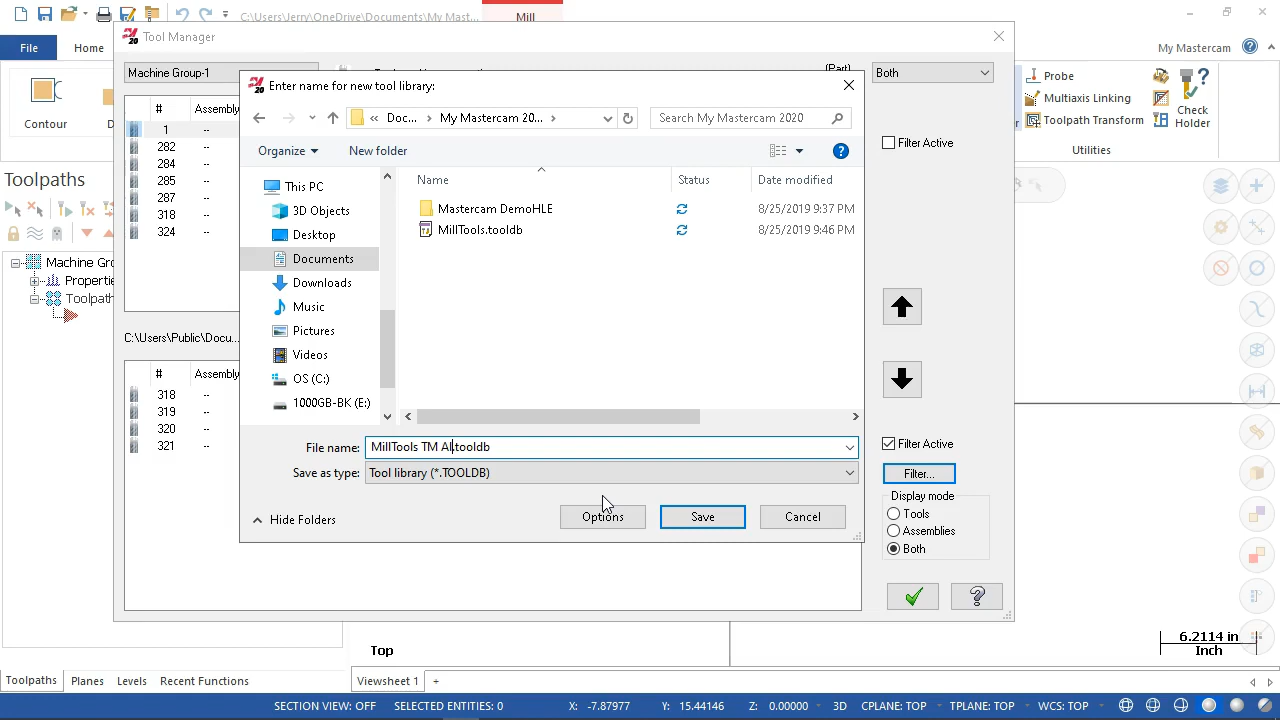 C:\Users\Jerry\OneDrive\Documents\My Mast...
Mill
File
Home
My Mastercam
Tool Manager
Machine Group-1
(Part)
Both
Contour
Probe
Multiaxis Linking
Toolpath Transform
Check
Holder
Utilities
# Assembly
1 --
282 --
284 --
285 --
287 --
318 --
324 --
Filter Active
Enter name for new tool library:
« Doc... > My Mastercam 20... >
Search My Mastercam 2020
Organize
New folder
Name Status Date modified
Mastercam DemoHLE 8/25/2019 9:37 PM
MillTools.tooldb 8/25/2019 9:46 PM
This PC
3D Objects
Desktop
Documents
Downloads
Music
Pictures
Videos
OS (C:)
1000GB-BK (E:)
File name: MillTools TM Al.tooldb
Save as type: Tool library (*.TOOLDB)
Hide Folders
Options
Save
Cancel
Toolpaths
Machine Gro
Properti
Toolpath
C:\Users\Public\Docu...
# Assembly
318 --
319 --
320 --
321 --
Filter Active
Filter...
Display mode
Tools
Assemblies
Both
Top
6.2114 in
Inch
Toolpaths Planes Levels Recent Functions
Viewsheet 1 +
SECTION VIEW: OFF SELECTED ENTITIES: 0 X: -7.87977 Y: 15.44146 Z: 0.00000 3D CPLANE: TOP TPLANE: TOP WCS: TOP